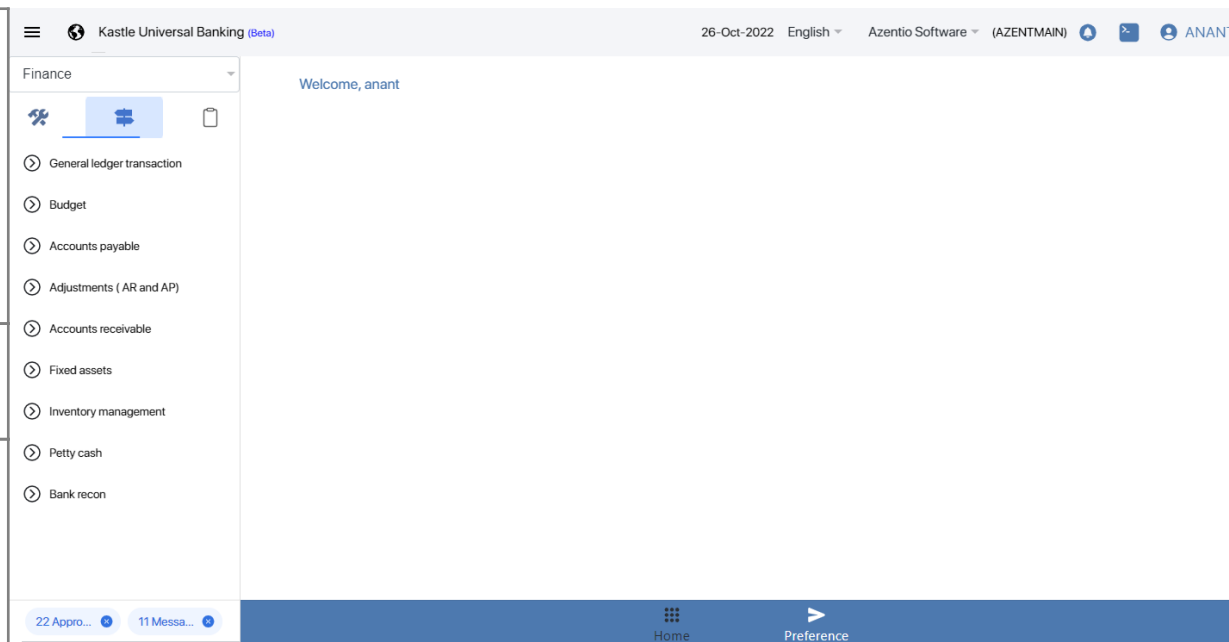 Kastle Universal Banking (Beta) 26-Oct-2022 English Azentio Software (AZENTMAIN) ANANT
Finance
Welcome, anant
General ledger transaction
Budget
Accounts payable
Adjustments ( AR and AP)
Accounts receivable
Fixed assets
Inventory management
Petty cash
Bank recon
22 Appro... 11 Messa...
Home Preference